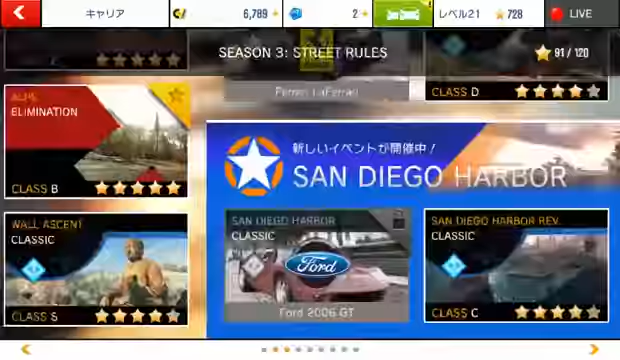 キャリア
6,789
2
レベル21
728
LIVE
SEASON 3: STREET RULES
91 / 120
Ferrari LaFerrari
CLASS D
ALPS
ELIMINATION
CLASS B
新しいイベントが開催中!
SAN DIEGO HARBOR
WALL ASCENT
CLASSIC
CLASS S
SAN DIEGO HARBOR
CLASSIC
Ford
Ford 2006 GT
SAN DIEGO HARBOR REV.
CLASSIC
CLASS C